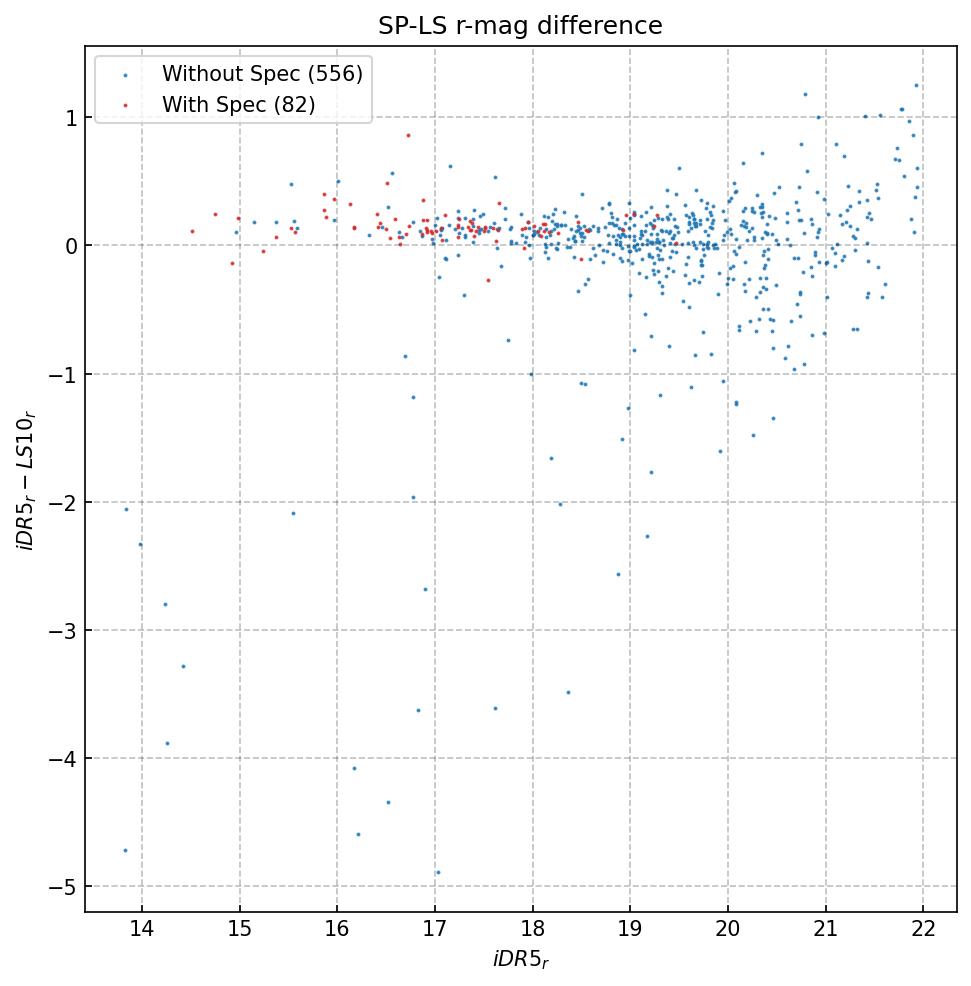 SP-LS r-mag difference
Without Spec (556)
With Spec (82)
1
0
−1
−2
−3
−4
−5
iDR5r − LS10r
14 15 16 17 18 19 20 21 22
iDR5r